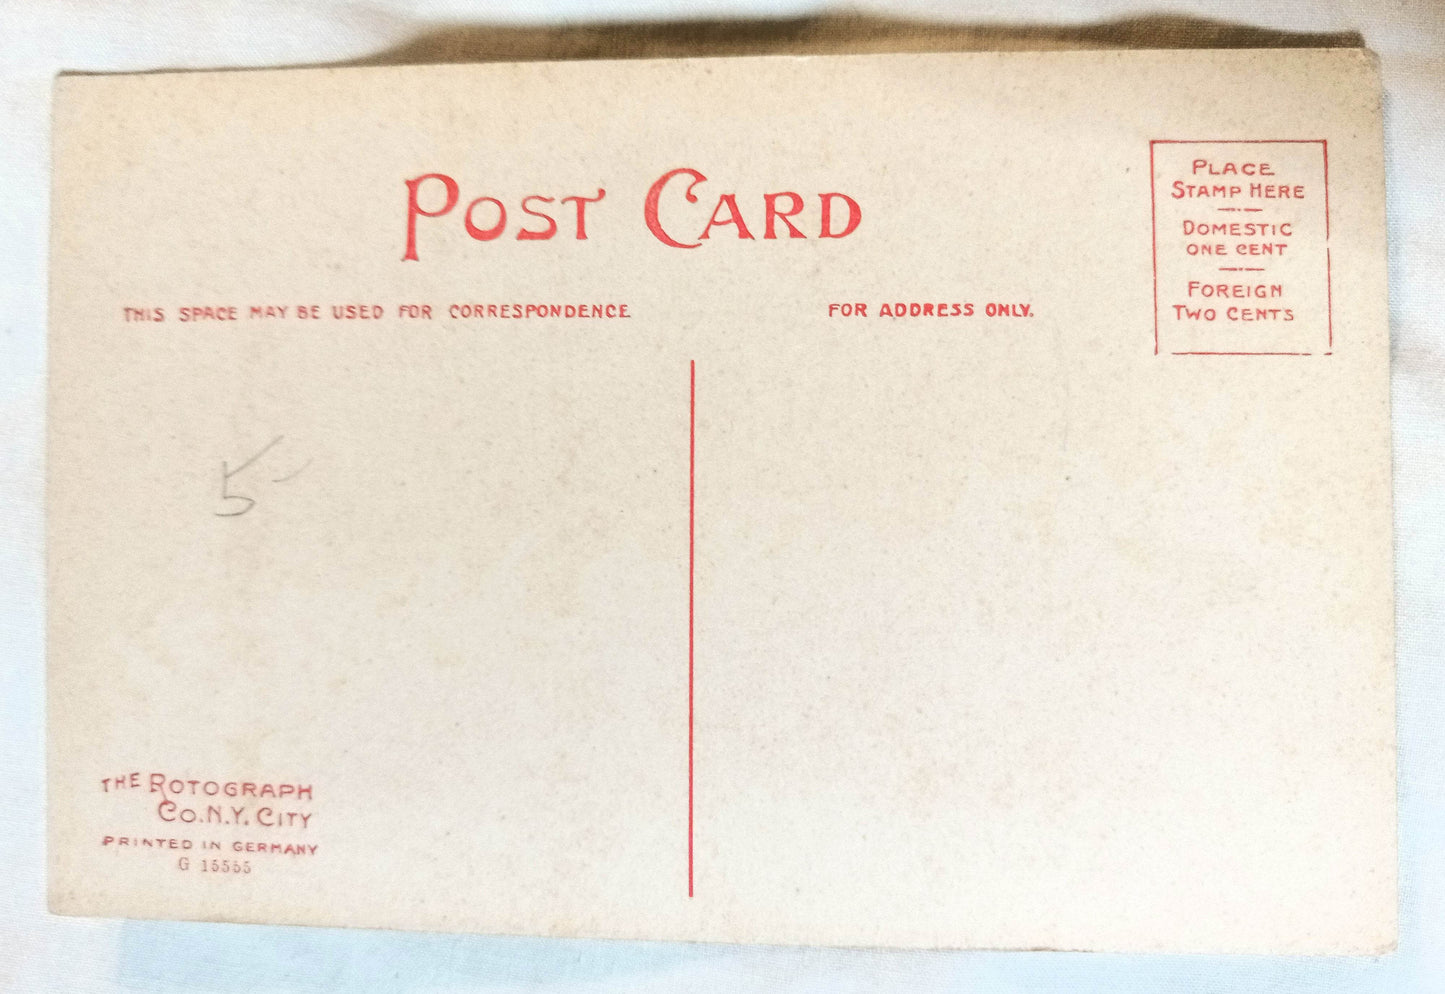 POST CARD
PLACE
STAMP HERE
DOMESTIC
ONE CENT
FOREIGN
TWO CENTS
THIS SPACE MAY BE USED FOR CORRESPONDENCE
FOR ADDRESS ONLY.
5-
THE ROTOGRAPH
CO. N.Y. CITY
PRINTED IN GERMANY
G 15555